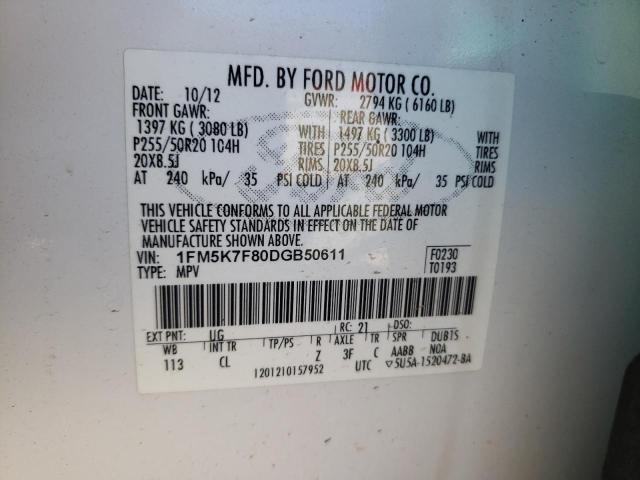 MFD. BY FORD MOTOR CO.
DATE: 10/12 GVWR: 2794 KG ( 6160 LB)
FRONT GAWR: REAR GAWR:
1397 KG ( 3080 LB) WITH 1497 KG ( 3300 LB) WITH
P255/50R20 104H TIRES P255/50R20 104H TIRES
20X8.5J RIMS 20X8.5J RIMS
AT 240 kPa/ 35 PSI COLD AT 240 kPa/ 35 PSI COLD
THIS VEHICLE CONFORMS TO ALL APPLICABLE FEDERAL MOTOR
VEHICLE SAFETY STANDARDS IN EFFECT ON THE DATE OF
MANUFACTURE SHOWN ABOVE.
VIN: 1FM5K7F80DGB50611 F0230
TYPE: MPV T0193
EXT PNT: UG RC: 21 DSO:
WB INT TR TP/PS R AXLE TR SPR DUB1S
113 CL Z 3F C AABB NOA
1201210157952 UTC ▽5U5A-1520472-BA